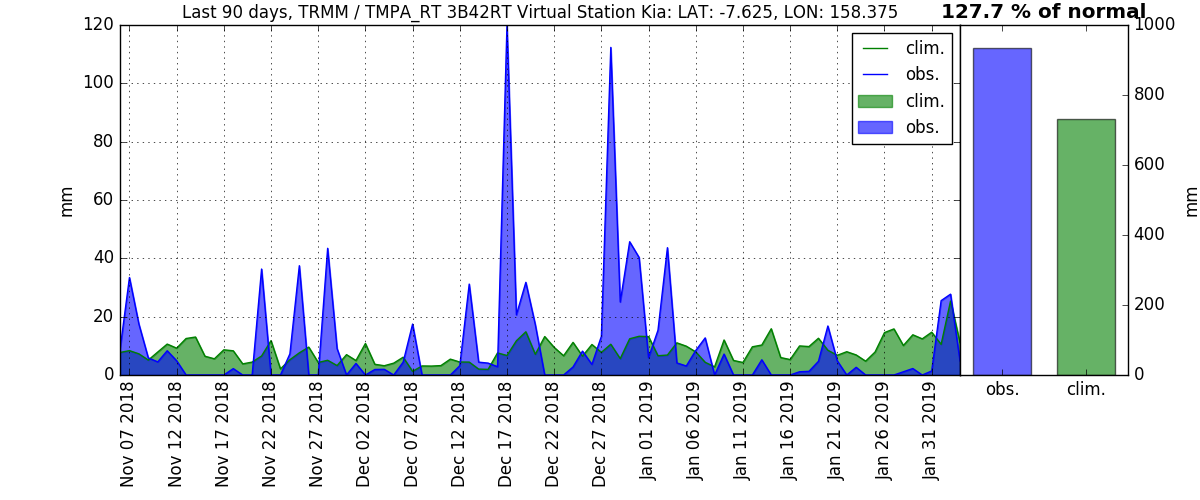 Last 90 days, TRMM / TMPA_RT 3B42RT Virtual Station Kia: LAT: -7.625, LON: 158.375
127.7 % of normal
120
100
80
60
40
20
0
mm
clim.
obs.
clim.
obs.
1000
800
600
400
200
0
mm
Nov 07 2018
Nov 12 2018
Nov 17 2018
Nov 22 2018
Nov 27 2018
Dec 02 2018
Dec 07 2018
Dec 12 2018
Dec 17 2018
Dec 22 2018
Dec 27 2018
Jan 01 2019
Jan 06 2019
Jan 11 2019
Jan 16 2019
Jan 21 2019
Jan 26 2019
Jan 31 2019
obs.
clim.